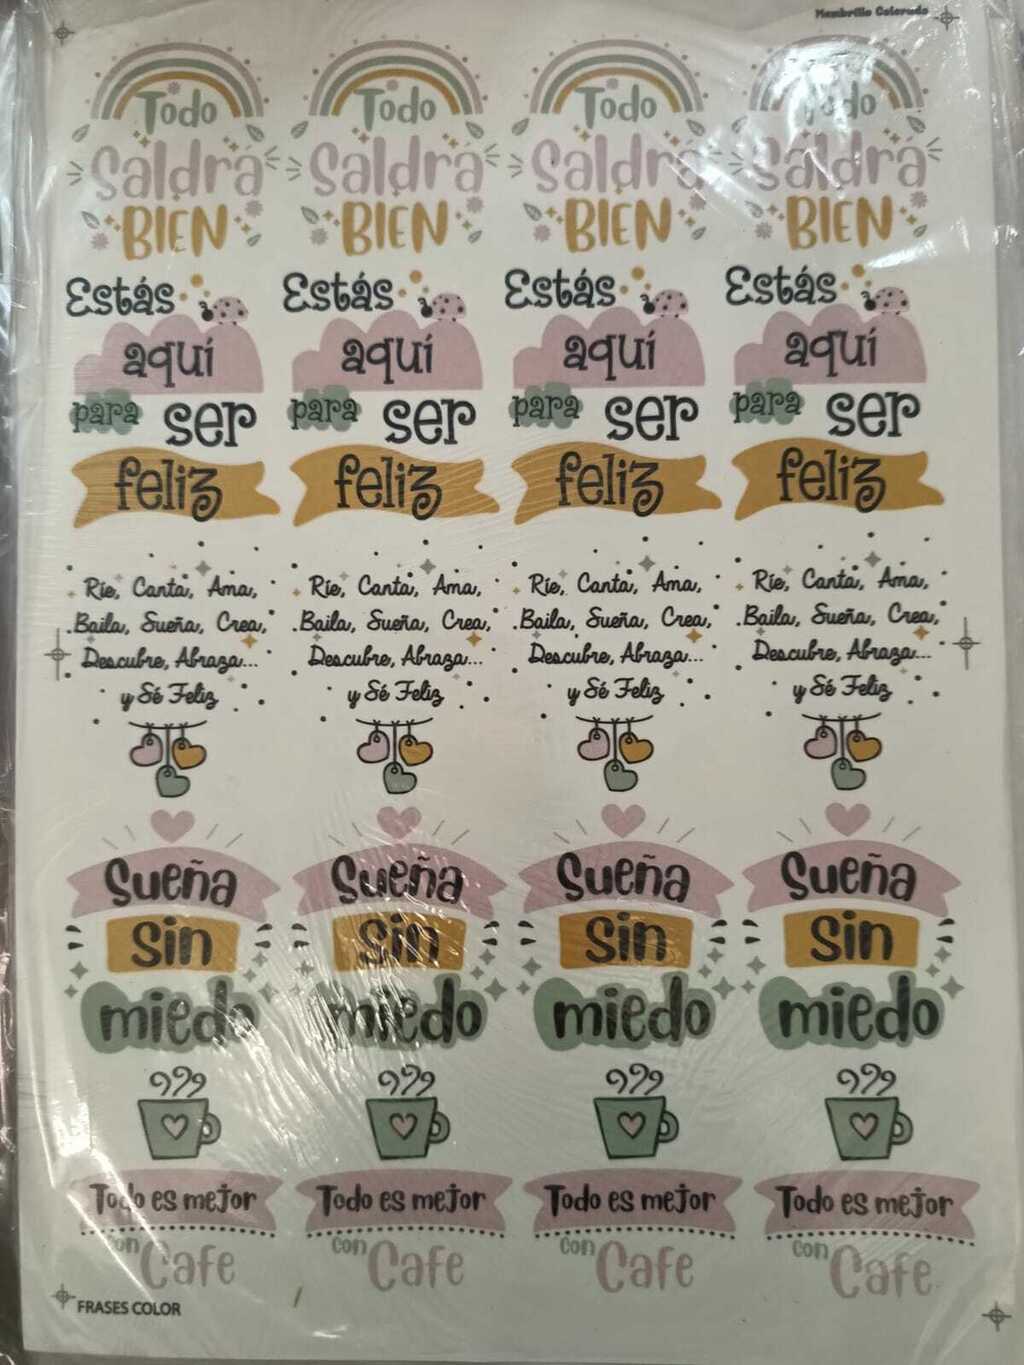 Membrillo Colorado
Todo Todo Todo Todo
Saldrá Saldrá Saldrá Saldrá
BIEN BIEN BIEN BIEN
Estás Estás Estás Estás
aquí aquí aquí aquí
para ser para ser para ser para ser
feliz feliz feliz feliz
Ríe, Canta, Ama, Ríe, Canta, Ama, Ríe, Canta, Ama, Ríe, Canta, Ama,
Baila, Sueña, Crea, Baila, Sueña, Crea, Baila, Sueña, Crea, Baila, Sueña, Crea,
Descubre, Abraza... Descubre, Abraza... Descubre, Abraza... Descubre, Abraza...
y Sé Feliz y Sé Feliz y Sé Feliz y Sé Feliz
Sueña Sueña Sueña Sueña
sin sin sin sin
miedo miedo miedo miedo
Todo es mejor Todo es mejor Todo es mejor Todo es mejor
con Cafe con Cafe con Cafe con Cafe
FRASES COLOR